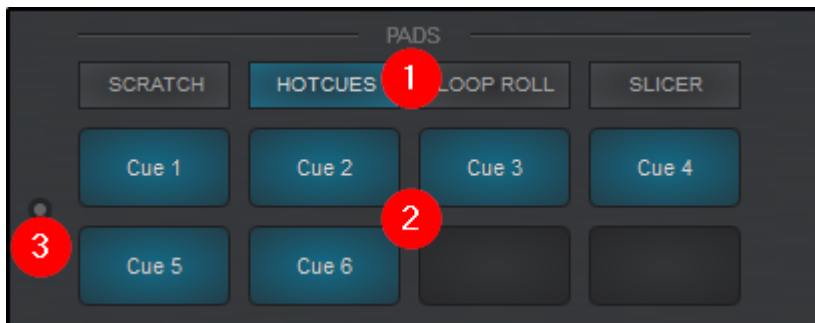 PADS
SCRATCH HOTCUES 1 LOOP ROLL SLICER
Cue 1 Cue 2 Cue 3 Cue 4
2
3
Cue 5 Cue 6